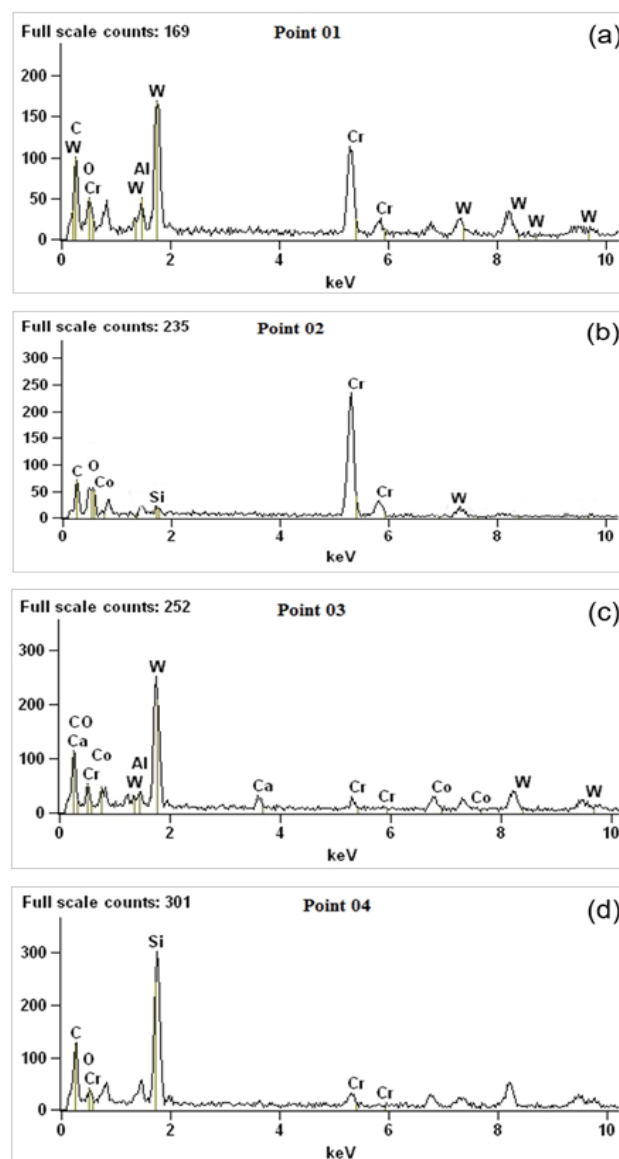 Full scale counts: 169 Point 01 (a)
200
150
100
50
0
C
W
O
Cr
Al
W
W
Cr
Cr
W
W
W
W
0 2 4 6 8 10
keV
Full scale counts: 235 Point 02 (b)
300
250
200
150
100
50
0
C
O
Co
Si
Cr
Cr
W
0 2 4 6 8 10
keV
Full scale counts: 252 Point 03 (c)
300
200
100
0
CO
Ca
Cr
Co
Al
W
W
Ca
Cr
Cr
Co
Co
W
W
0 2 4 6 8 10
keV
Full scale counts: 301 Point 04 (d)
300
200
100
0
C
O
Cr
Si
Cr
Cr
0 2 4 6 8 10
keV